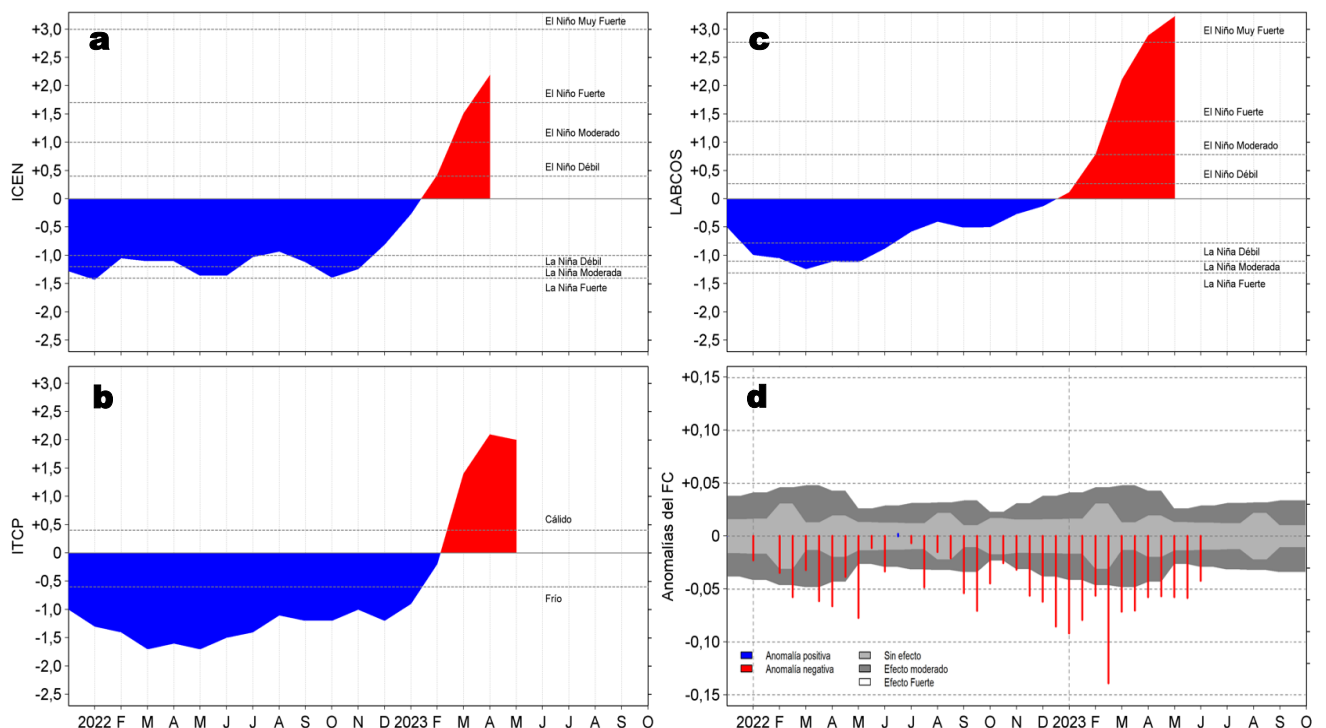 a
ICEN
+3,0
+2,5
+2,0
+1,5
+1,0
+0,5
0
-0,5
-1,0
-1,5
-2,0
-2,5
El Niño Muy Fuerte
El Niño Fuerte
El Niño Moderado
El Niño Débil
La Niña Débil
La Niña Moderada
La Niña Fuerte
c
LABCOS
+3,0
+2,5
+2,0
+1,5
+1,0
+0,5
0
-0,5
-1,0
-1,5
-2,0
-2,5
El Niño Muy Fuerte
El Niño Fuerte
El Niño Moderado
El Niño Débil
La Niña Débil
La Niña Moderada
La Niña Fuerte
b
ITCP
+3,0
+2,5
+2,0
+1,5
+1,0
+0,5
0
-0,5
-1,0
-1,5
-2,0
-2,5
Cálido
Frío
2022 F M A M J J A S O N D 2023 F M A M J J A S O
d
Anomalías del FC
+0,15
+0,10
+0,05
0
-0,05
-0,10
-0,15
Anomalía positiva
Anomalía negativa
Sin efecto
Efecto moderado
Efecto Fuerte
2022 F M A M J J A S O N D 2023 F M A M J J A S O